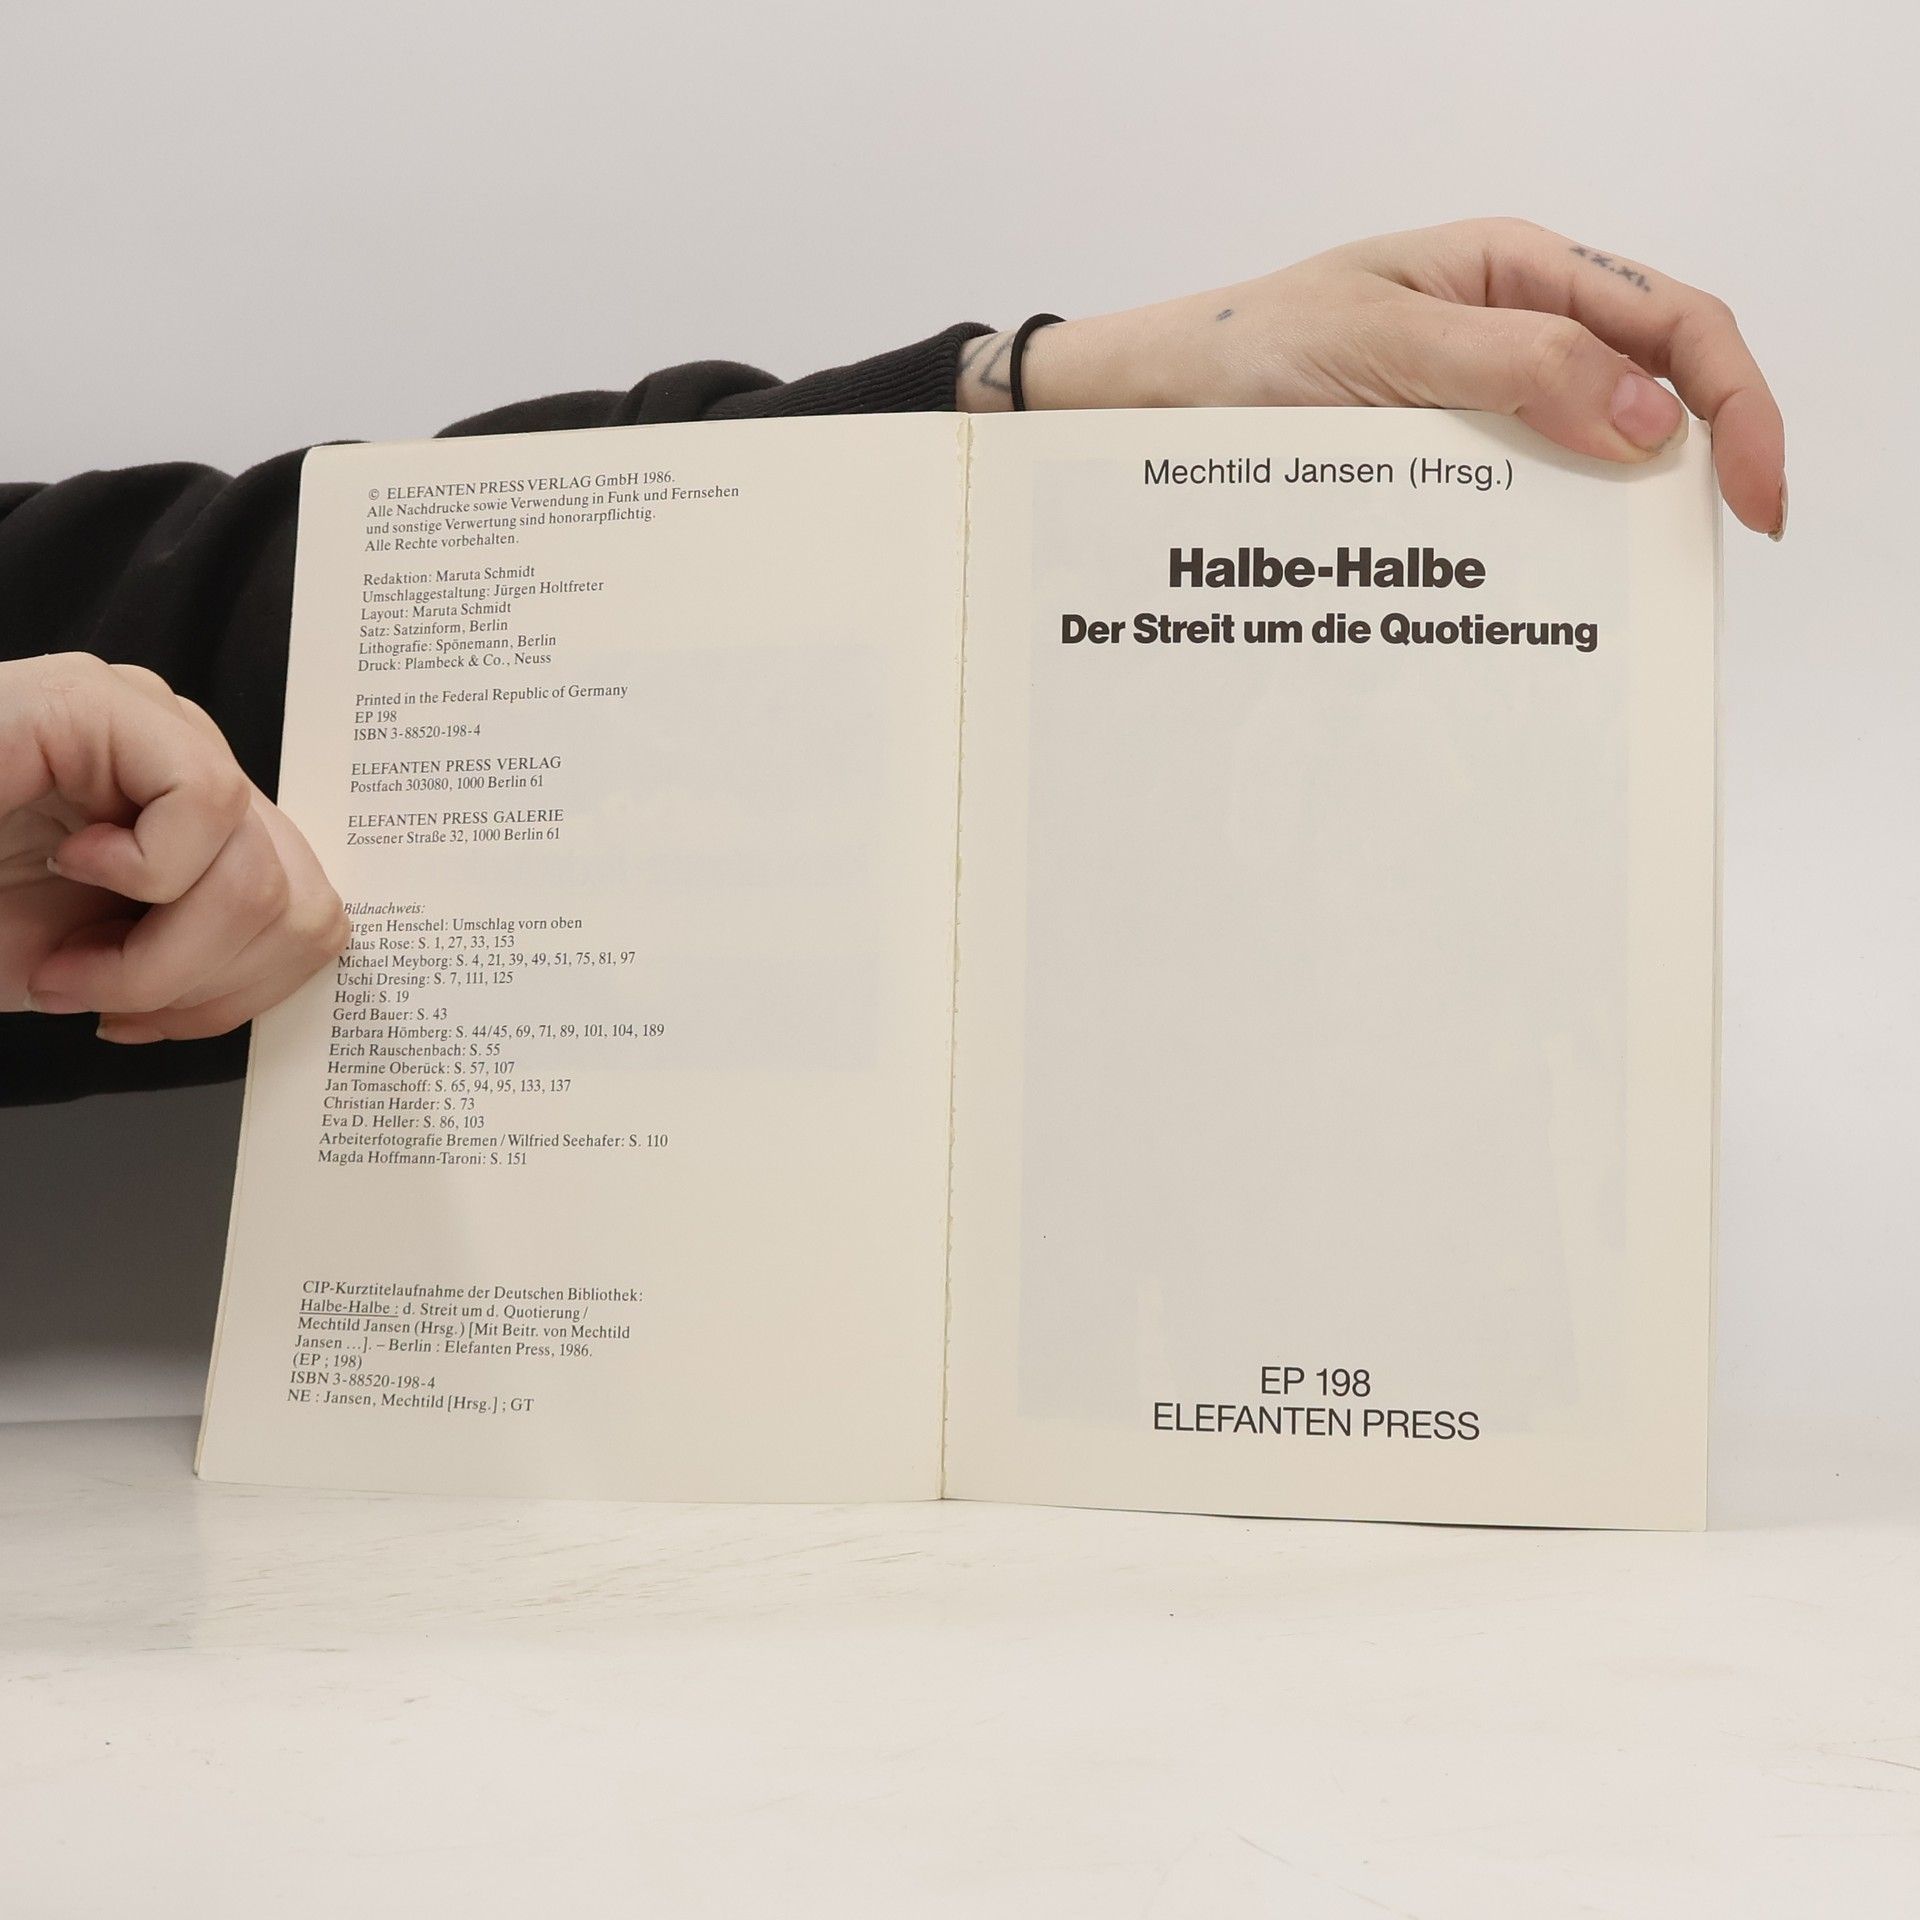 © ELEFANTEN PRESS VERLAG GmbH 1986.
Alle Nachdrucke sowie Verwendung in Funk und Fernsehen
und sonstige Verwertung sind honorarpflichtig.
Alle Rechte vorbehalten.
Redaktion: Maruta Schmidt
Umschlaggestaltung: Jürgen Holtfreter
Layout: Maruta Schmidt
Satz: Satzinform, Berlin
Lithografie: Spönemann, Berlin
Druck: Plambeck & Co., Neuss
Printed in the Federal Republic of Germany
EP 198
ISBN 3-88520-198-4
ELEFANTEN PRESS VERLAG
Postfach 303080, 1000 Berlin 61
ELEFANTEN PRESS GALERIE
Zossener Straße 32, 1000 Berlin 61
Bildnachweis:
Henschel: Umschlag vorn oben
Rose: S. 1, 27, 33, 153
Michael Meyborg: S. 4, 21, 39, 49, 51, 75, 81, 97
Uschi Dresing: S. 7, 111, 125
Hogli: S. 19
Gerd Bauer: S. 43
Barbara Hömberg: S. 44/45, 69, 71, 89, 101, 104, 189
Erich Rauschenbach: S. 55
Hermine Oberück: S. 57, 107
Jan Tomaschoff: S. 65, 94, 95, 133, 137
Christian Harder: S. 73
Eva D. Heller: S. 86, 103
Arbeiterfotografie Bremen / Wilfried Seehafer: S. 110
Magda Hoffmann-Taroni: S. 151
CIP-Kurztitelaufnahme der Deutschen Bibliothek:
Halbe-Halbe : d. Streit um d. Quotierung /
Mechtild Jansen (Hrsg.) [Mit Beitr. von Mechtild
Jansen ...]. – Berlin : Elefanten Press, 1986.
(EP ; 198)
ISBN 3-88520-198-4
NE : Jansen, Mechtild [Hrsg.] ; GT
Mechtild Jansen (Hrsg.)
Halbe-Halbe
Der Streit um die Quotierung
EP 198
ELEFANTEN PRESS